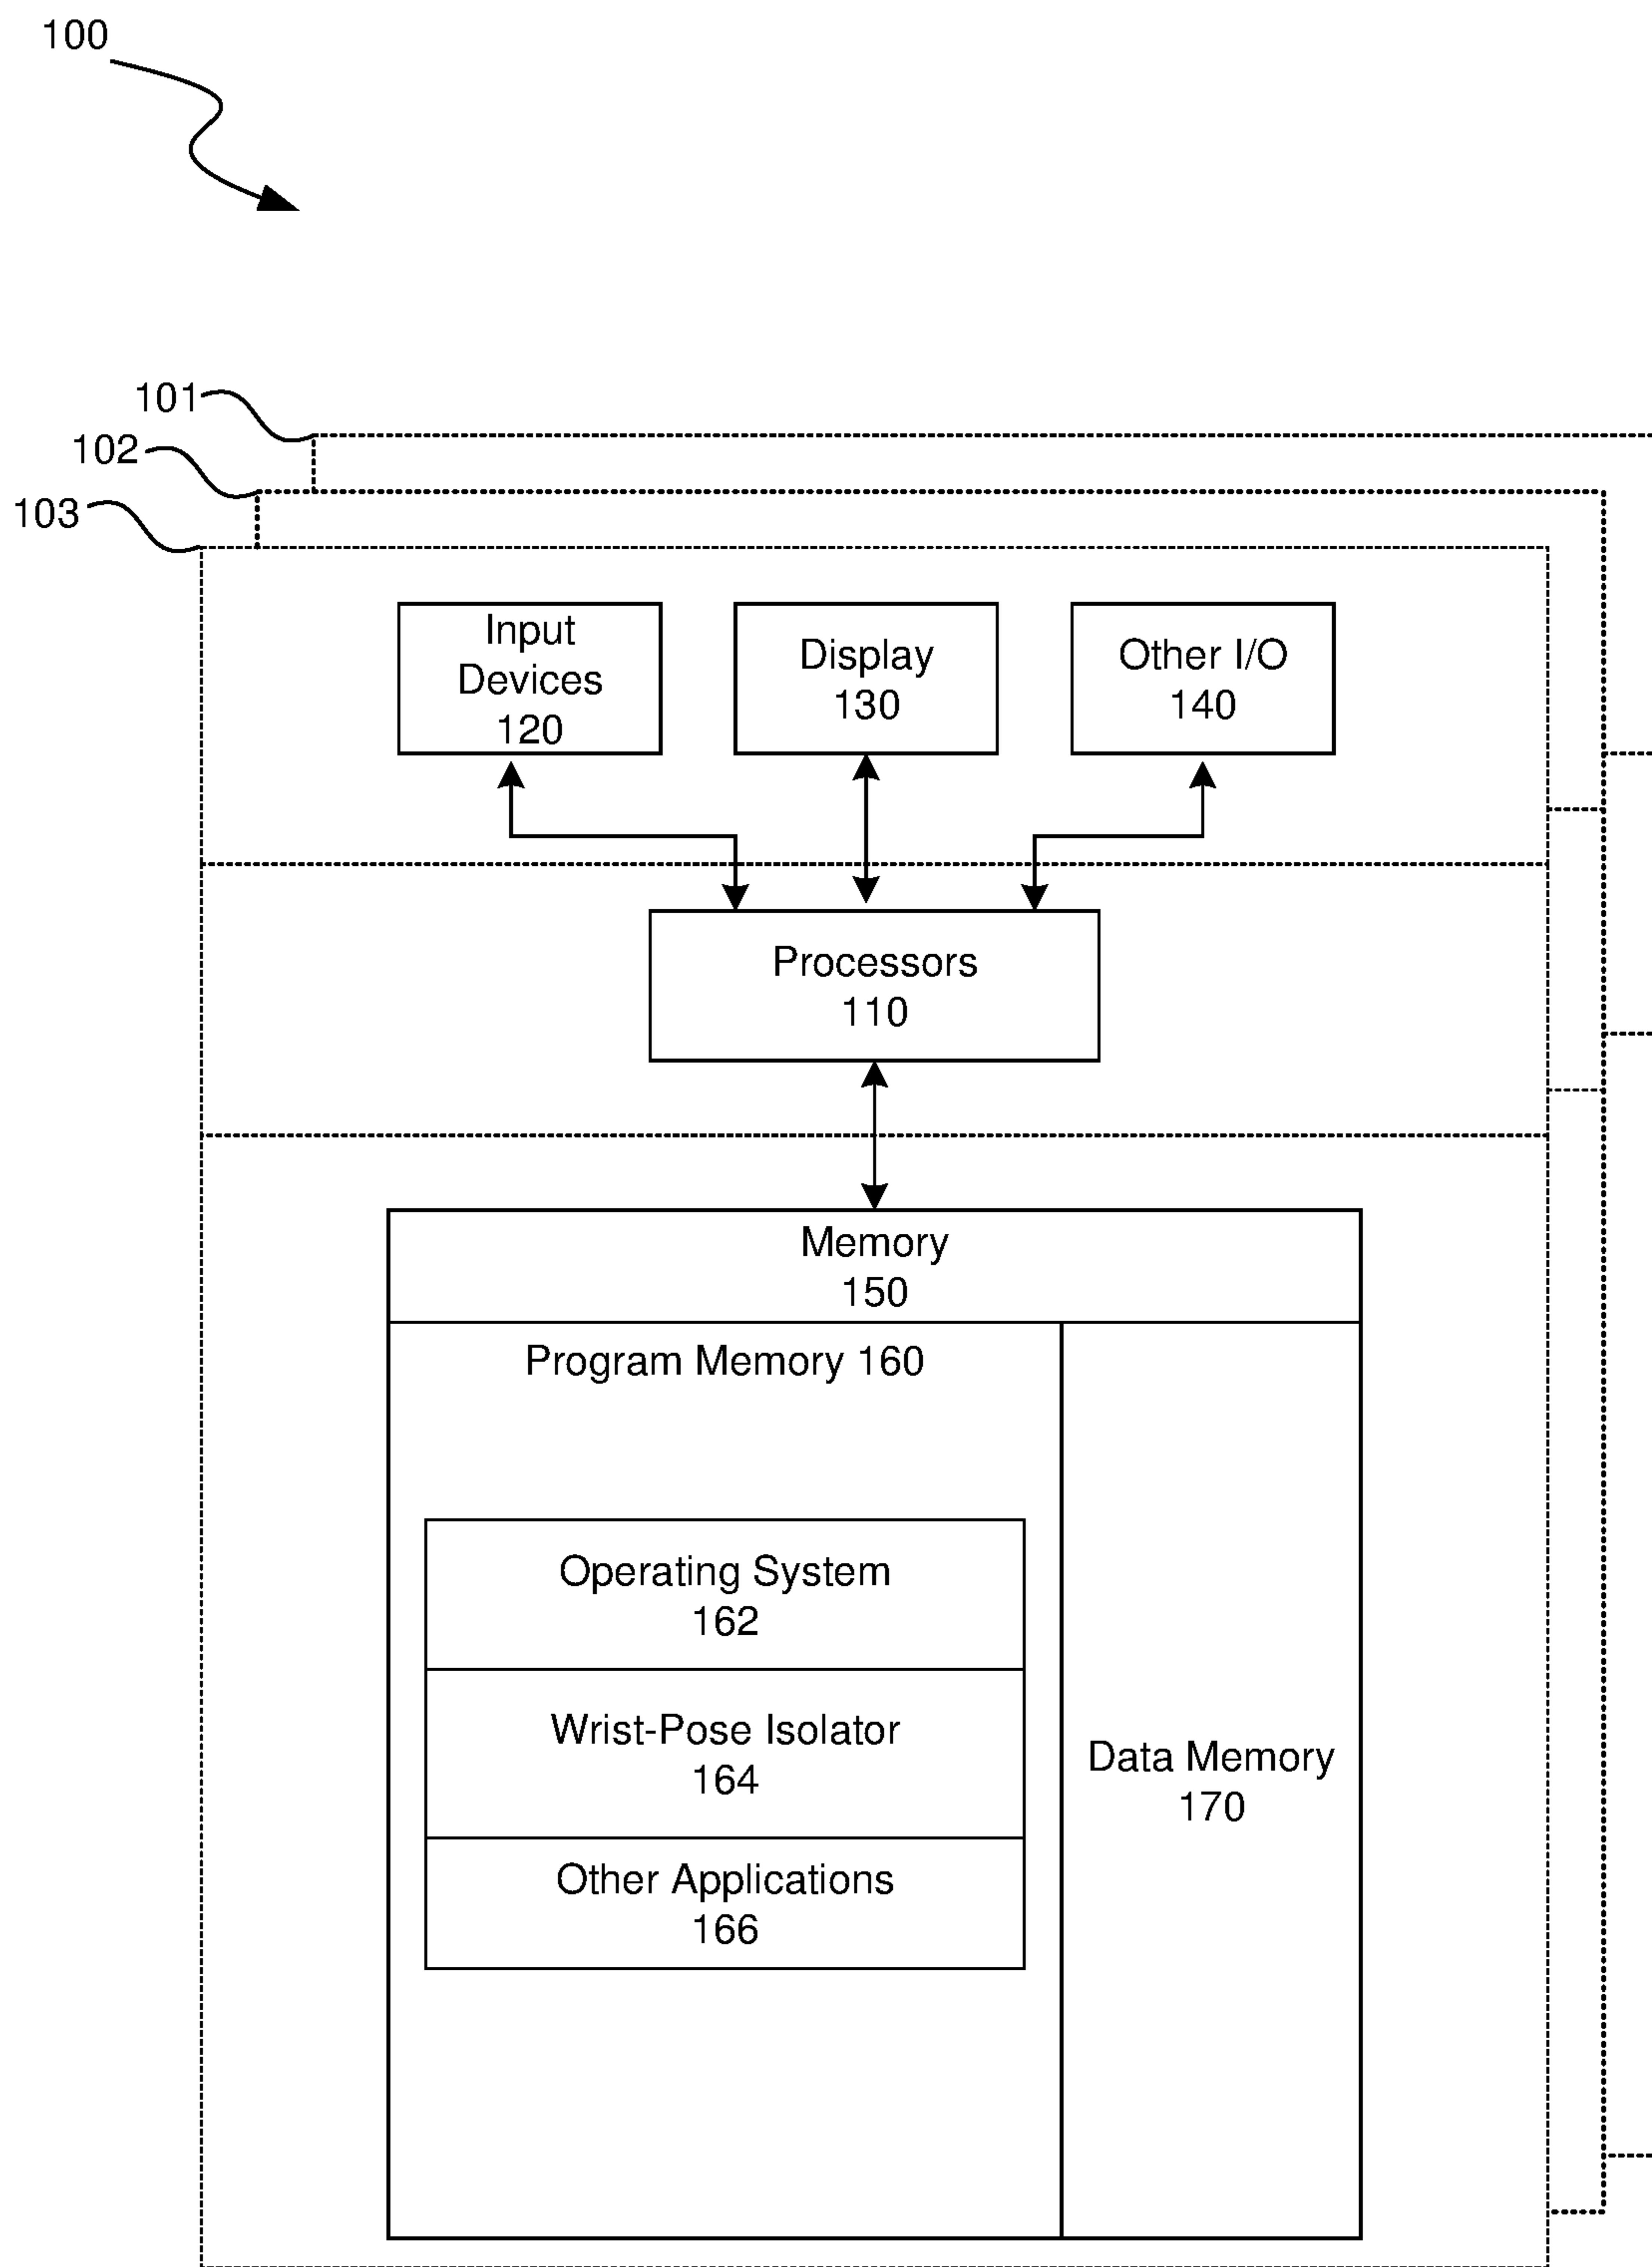 100
101
102
103
Input
Devices
120
Display
130
Other I/O
140
Processors
110
Memory
150
Program Memory 160
Operating System
162
Wrist-Pose Isolator
164
Other Applications
166
Data Memory
170